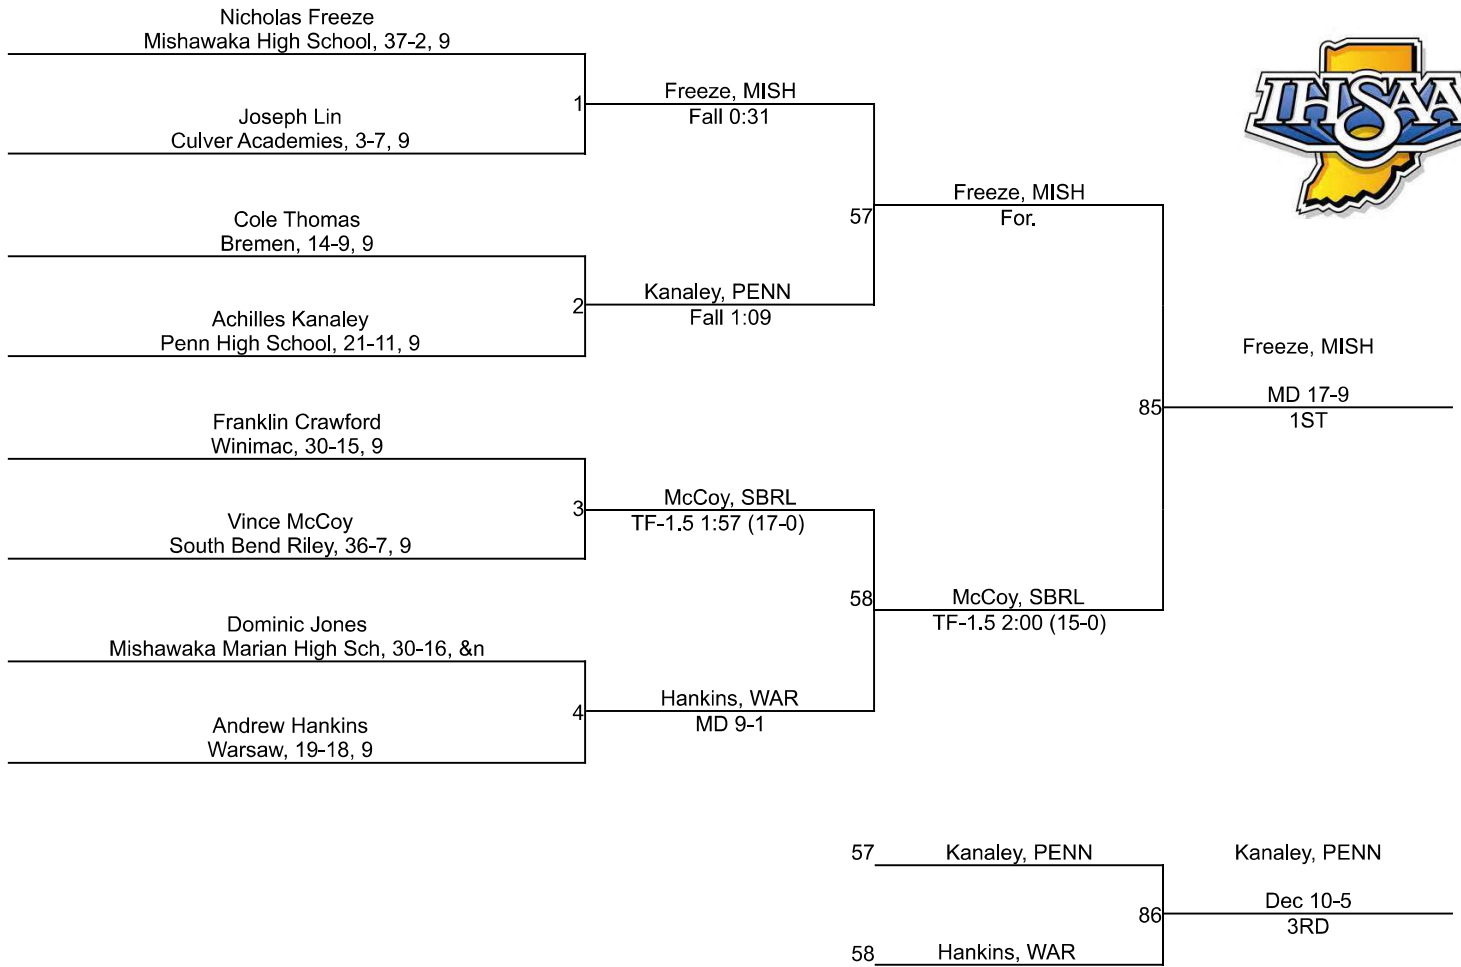 Nicholas Freeze
Mishawaka High School, 37-2, 9
Joseph Lin
Culver Academies, 3-7, 9
Cole Thomas
Bremen, 14-9, 9
Achilles Kanaley
Penn High School, 21-11, 9
Franklin Crawford
Winimac, 30-15, 9
Vince McCoy
South Bend Riley, 36-7, 9
Dominic Jones
Mishawaka Marian High Sch, 30-16, &n
Andrew Hankins
Warsaw, 19-18, 9
1
Freeze, MISH
Fall 0:31
2
Kanaley, PENN
Fall 1:09
3
McCoy, SBRL
TF-1.5 1:57 (17-0)
4
Hankins, WAR
MD 9-1
57
Freeze, MISH
For.
58
McCoy, SBRL
TF-1.5 2:00 (15-0)
IHSAA
85
Freeze, MISH
MD 17-9
1ST
57
Kanaley, PENN
58
Hankins, WAR
86
Kanaley, PENN
Dec 10-5
3RD